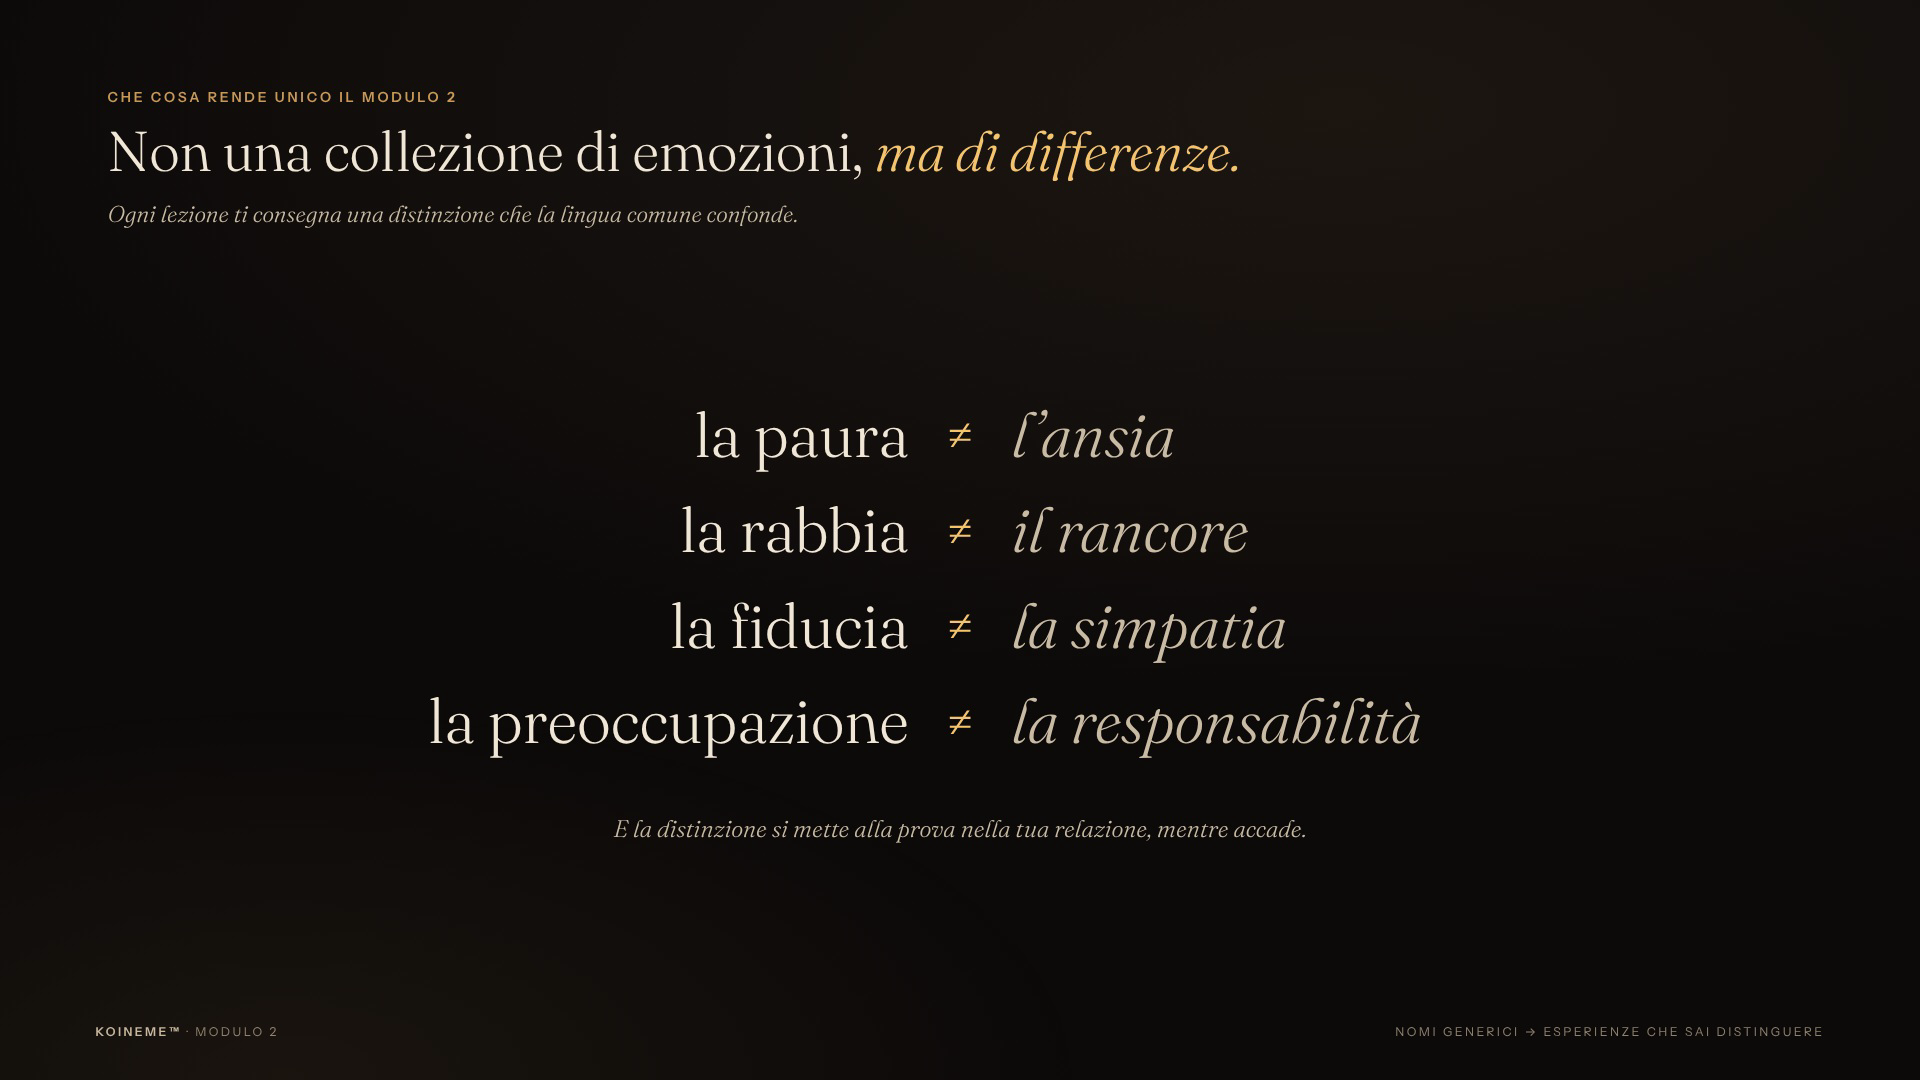 CHE COSA RENDE UNICO IL MODULO 2
Non una collezione di emozioni, ma di differenze.
Ogni lezione ti consegna una distinzione che la lingua comune confonde.
la paura ≠ l’ansia
la rabbia ≠ il rancore
la fiducia ≠ la simpatia
la preoccupazione ≠ la responsabilità
E la distinzione si mette alla prova nella tua relazione, mentre accade.
KOINEME™ · MODULO 2
NOMI GENERICI → ESPERIENZE CHE SAI DISTINGUERE